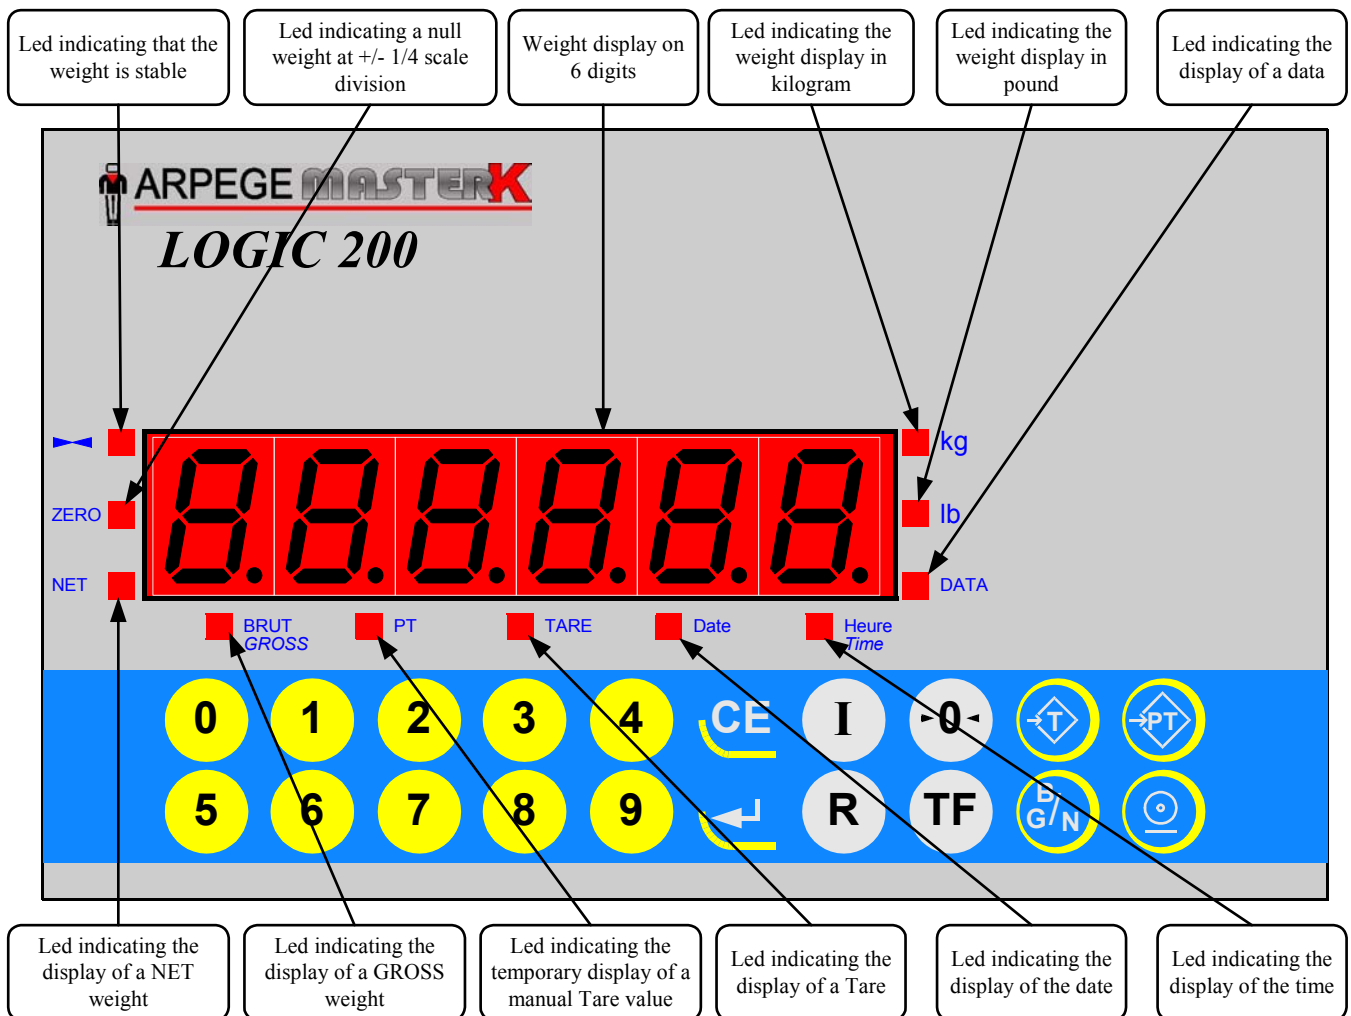 Led indicating that the
weight is stable
Led indicating a null
weight at +/- 1/4 scale
division
Weight display on
6 digits
Led indicating the
weight display in
kilogram
Led indicating the
weight display in
pound
Led indicating the
display of a data
ARPEGE MASTERK
LOGIC 200
kg
ZERO
lb
NET
DATA
BRUT
GROSS
PT
TARE
Date
Heure
Time
0 1 2 3 4 CE I 0 T PT
5 6 7 8 9 R TF B G/N
Led indicating the
display of a NET
weight
Led indicating the
display of a GROSS
weight
Led indicating the
temporary display of a
manual Tare value
Led indicating the
display of a Tare
Led indicating the
display of the date
Led indicating the
display of the time